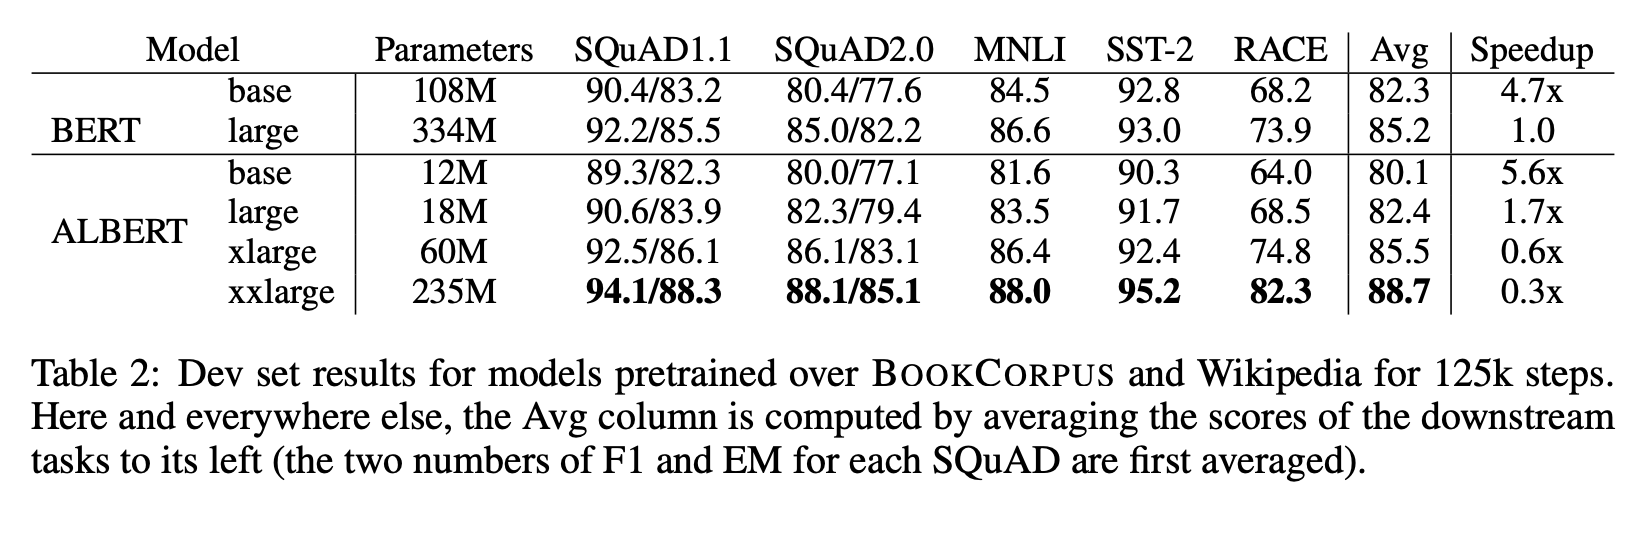 Model Parameters SQuAD1.1 SQuAD2.0 MNLI SST-2 RACE Avg Speedup
base 108M 90.4/83.2 80.4/77.6 84.5 92.8 68.2 82.3 4.7x
BERT large 334M 92.2/85.5 85.0/82.2 86.6 93.0 73.9 85.2 1.0
base 12M 89.3/82.3 80.0/77.1 81.6 90.3 64.0 80.1 5.6x
large 18M 90.6/83.9 82.3/79.4 83.5 91.7 68.5 82.4 1.7x
ALBERT
xlarge 60M 92.5/86.1 86.1/83.1 86.4 92.4 74.8 85.5 0.6x
xxlarge 235M 94.1/88.3 88.1/85.1 88.0 95.2 82.3 88.7 0.3x
Table 2: Dev set results for models pretrained over BOOKCORPUS and Wikipedia for 125k steps.
Here and everywhere else, the Avg column is computed by averaging the scores of the downstream
tasks to its left (the two numbers of F1 and EM for each SQuAD are first averaged).